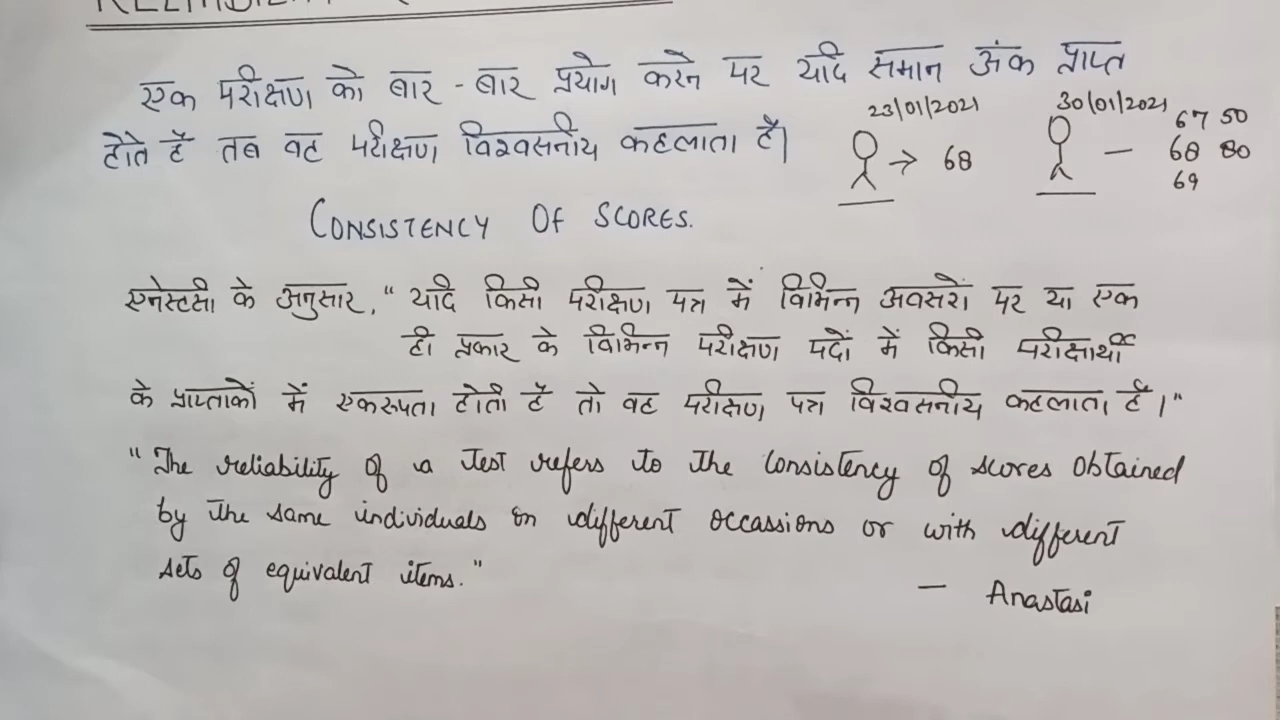 एक परीक्षण को बार - बार प्रयोग करने पर यदि समान अंक प्राप्त
होते है तब वह परीक्षण विश्वसनीय कहलाता है।
23/01/2021
→ 68
30/01/2021
67 50
— 68 80
69
CONSISTENCY OF SCORES.
एनेस्टसी के अनुसार, “ यदि किसी परीक्षण पत्र में विभिन्न अवसरों पर या एक
ही प्रकार के विभिन्न परीक्षण पदों में किसी परीक्षार्थी
के प्राप्ताकों में एकरुपता होती है तो वह परीक्षण पत्र विश्वसनीय कहलाता है।"
“The reliability of a test refers to the consistency of scores obtained
by the same individuals on different occassions or with different
sets of equivalent items."
— Anastasi